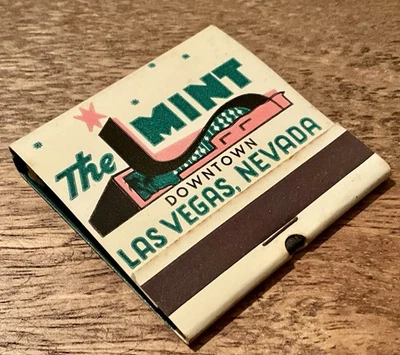 The MINT
DOWNTOWN
LAS VEGAS, NEVADA